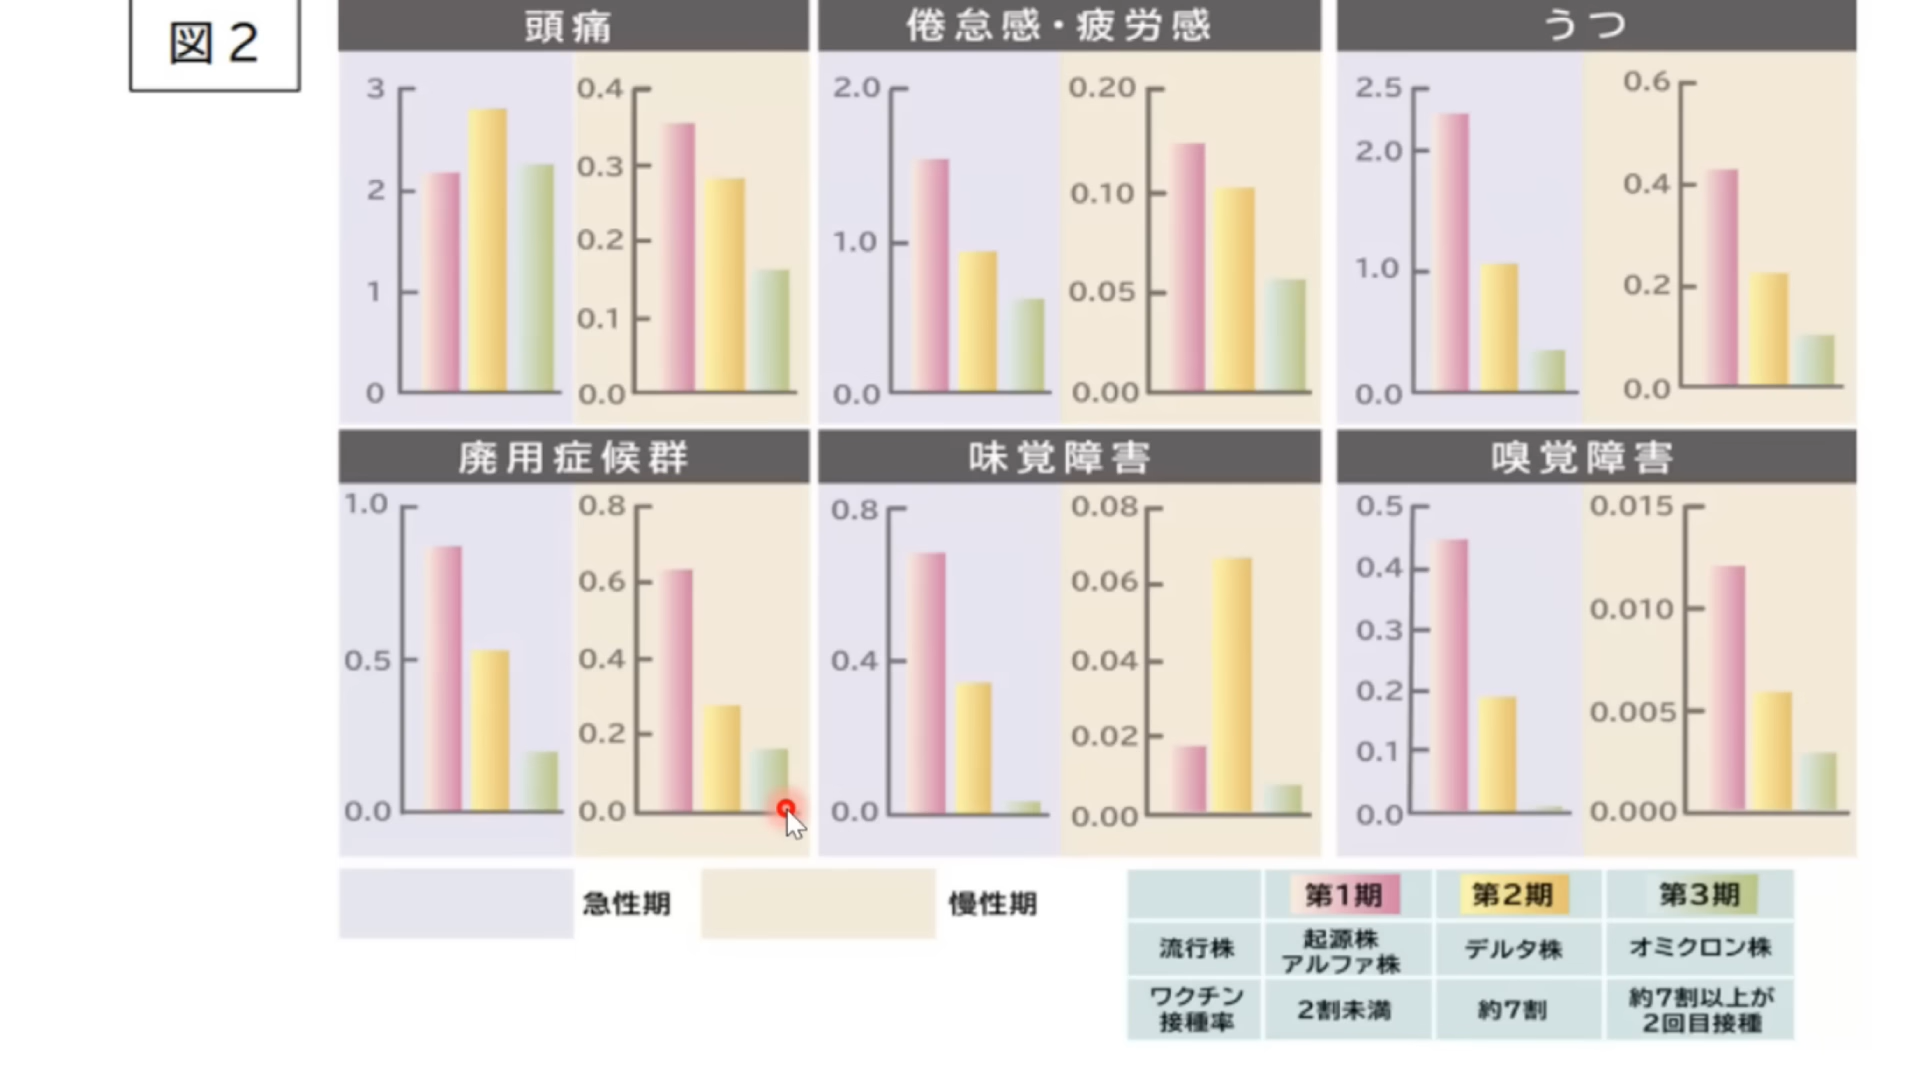 図2
頭痛
倦怠感・疲労感
うつ
3
2
1
0
0.4
0.3
0.2
0.1
0.0
2.0
1.0
0.0
0.20
0.10
0.05
0.00
2.5
2.0
1.0
0.0
0.6
0.4
0.2
0.0
廃用症候群
味覚障害
嗅覚障害
1.0
0.5
0.0
0.8
0.6
0.4
0.2
0.0
0.8
0.4
0.0
0.08
0.06
0.04
0.02
0.00
0.5
0.4
0.3
0.2
0.1
0.0
0.015
0.010
0.005
0.000
急性期
慢性期
第1期
第2期
第3期
流行株
起源株
アルファ株
デルタ株
オミクロン株
ワクチン
接種率
2割未満
約7割
約7割以上が
2回目接種